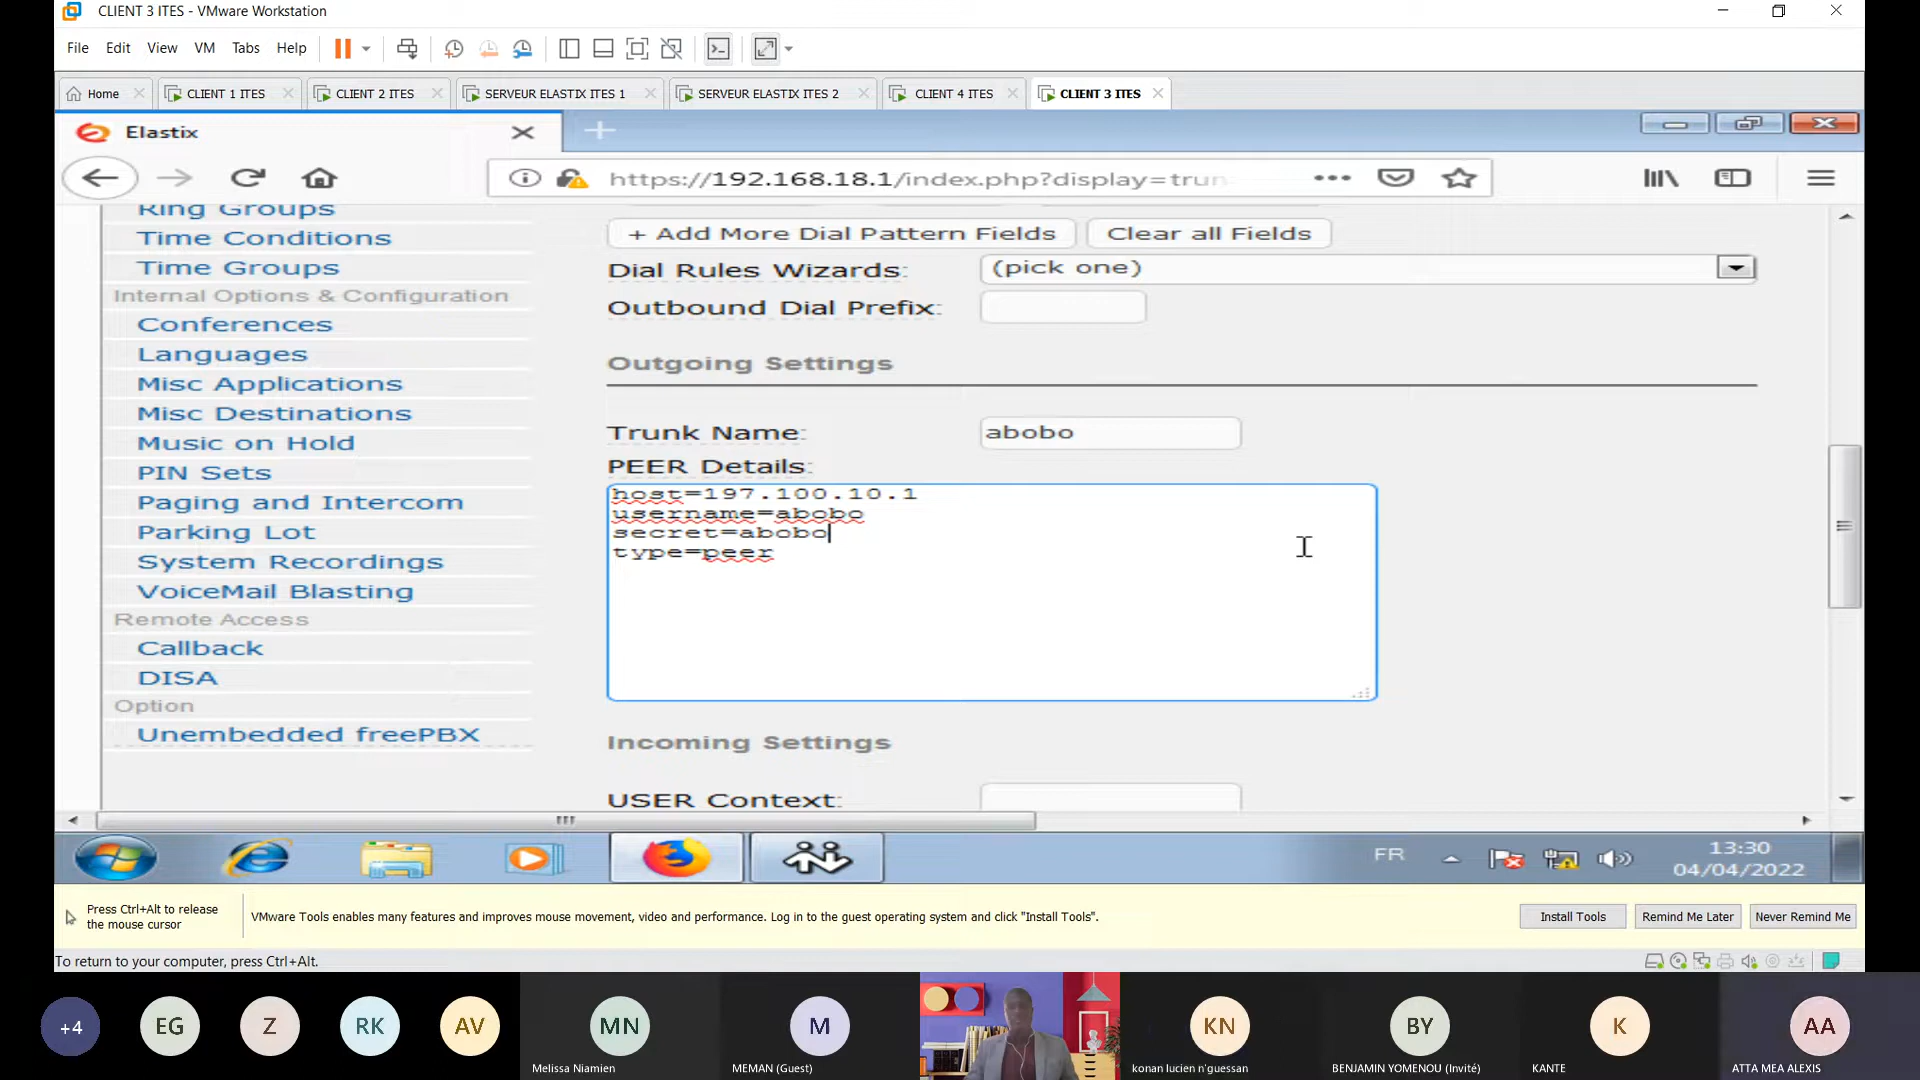 CLIENT 3 ITES - VMware Workstation
File Edit View VM Tabs Help
Home CLIENT 1 ITES CLIENT 2 ITES SERVEUR ELASTIX ITES 1 SERVEUR ELASTIX ITES 2 CLIENT 4 ITES CLIENT 3 ITES
Elastix
https://192.168.18.1/index.php?display=trun
Ring Groups
Time Conditions
Time Groups
Internal Options & Configuration
Conferences
Languages
Misc Applications
Misc Destinations
Music on Hold
PIN Sets
Paging and Intercom
Parking Lot
System Recordings
VoiceMail Blasting
Remote Access
Callback
DISA
Option
Unembedded freePBX
+ Add More Dial Pattern Fields Clear all Fields
Dial Rules Wizards: (pick one)
Outbound Dial Prefix:
Outgoing Settings
Trunk Name: abobo
PEER Details:
host=197.100.10.1
username=abobo
secret=abobo
type=peer
Incoming Settings
USER Context:
FR
13:30
04/04/2022
Press Ctrl+Alt to release
the mouse cursor
VMware Tools enables many features and improves mouse movement, video and performance. Log in to the guest operating system and click "Install Tools".
Install Tools Remind Me Later Never Remind Me
To return to your computer, press Ctrl+Alt.
+4 EG Z RK AV MN M KN BY K AA
Melissa Niamien MEMAN (Guest) konan lucien n'guessan BENJAMIN YOMENOU (Invité) KANTE ATTA MEA ALEXIS